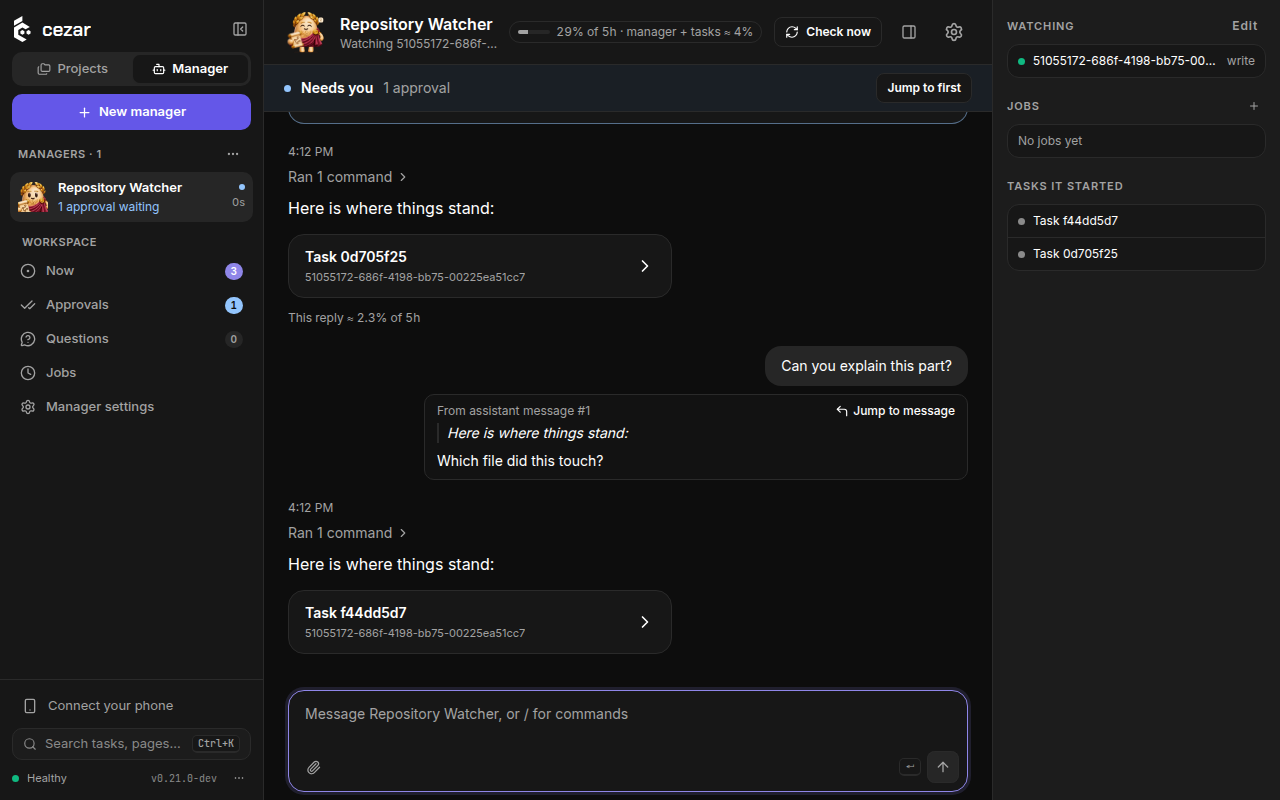 cezar
Projects
Manager
New manager
MANAGERS · 1
Repository Watcher
1 approval waiting
0s
WORKSPACE
Now
3
Approvals
1
Questions
0
Jobs
Manager settings
Connect your phone
Search tasks, pages...
Ctrl+K
Healthy
v0.21.0-dev
Repository Watcher
Watching 51055172-686f-...
29% of 5h · manager + tasks ≈ 4%
Check now
Needs you
1 approval
Jump to first
4:12 PM
Ran 1 command
Here is where things stand:
Task 0d705f25
51055172-686f-4198-bb75-00225ea51cc7
This reply ≈ 2.3% of 5h
Can you explain this part?
From assistant message #1
Jump to message
Here is where things stand:
Which file did this touch?
4:12 PM
Ran 1 command
Here is where things stand:
Task f44dd5d7
51055172-686f-4198-bb75-00225ea51cc7
Message Repository Watcher, or / for commands
WATCHING
Edit
51055172-686f-4198-bb75-00...
write
JOBS
No jobs yet
TASKS IT STARTED
Task f44dd5d7
Task 0d705f25